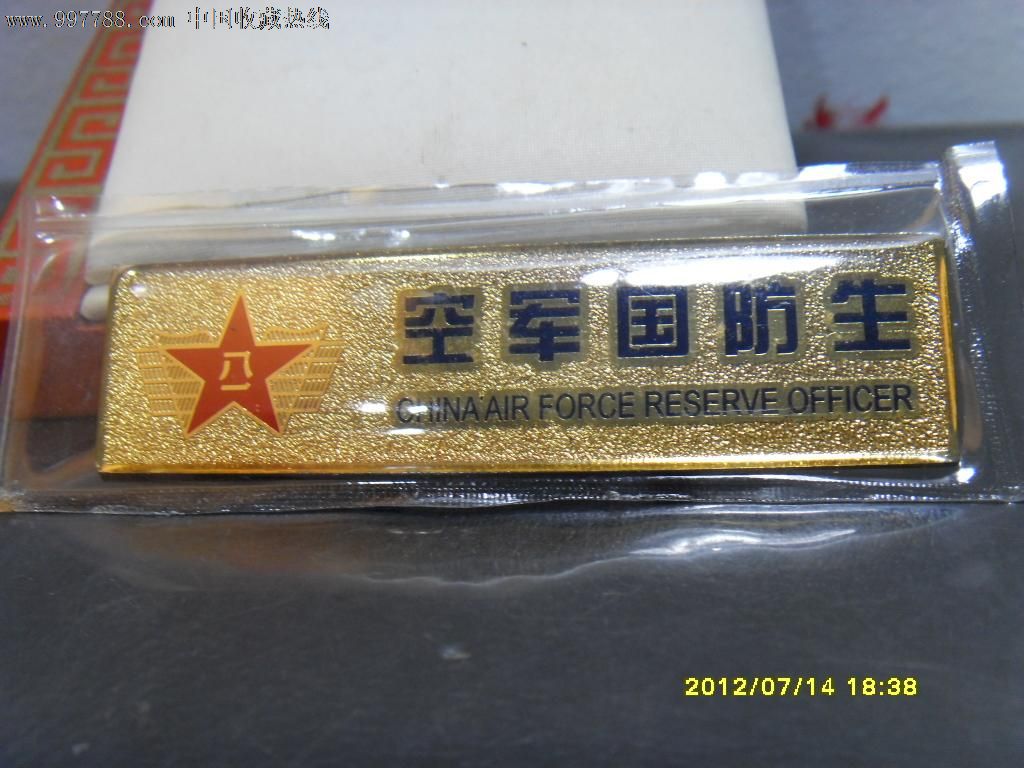 www.997788.com 中国收藏热线
八一
空军国防生
CHINA AIR FORCE RESERVE OFFICER
2012/07/14 18:38